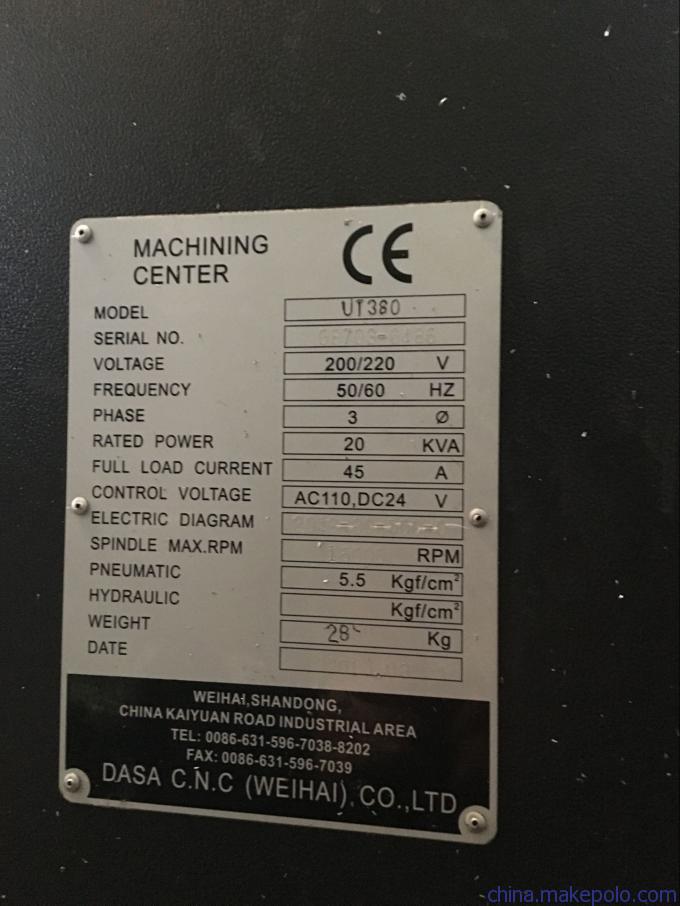 MACHINING
CENTER
CE
MODEL UT380
SERIAL NO.
VOLTAGE 200/220 V
FREQUENCY 50/60 HZ
PHASE 3 Ø
RATED POWER 20 KVA
FULL LOAD CURRENT 45 A
CONTROL VOLTAGE AC110,DC24 V
ELECTRIC DIAGRAM
SPINDLE MAX.RPM RPM
PNEUMATIC 5.5 Kgf/cm²
HYDRAULIC Kgf/cm²
WEIGHT Kg
DATE
WEIHAI,SHANDONG,
CHINA KAIYUAN ROAD INDUSTRIAL AREA
TEL: 0086-631-596-7038-8202
FAX: 0086-631-596-7039
DASA C.N.C (WEIHAI). CO.,LTD
china.makepolo.com